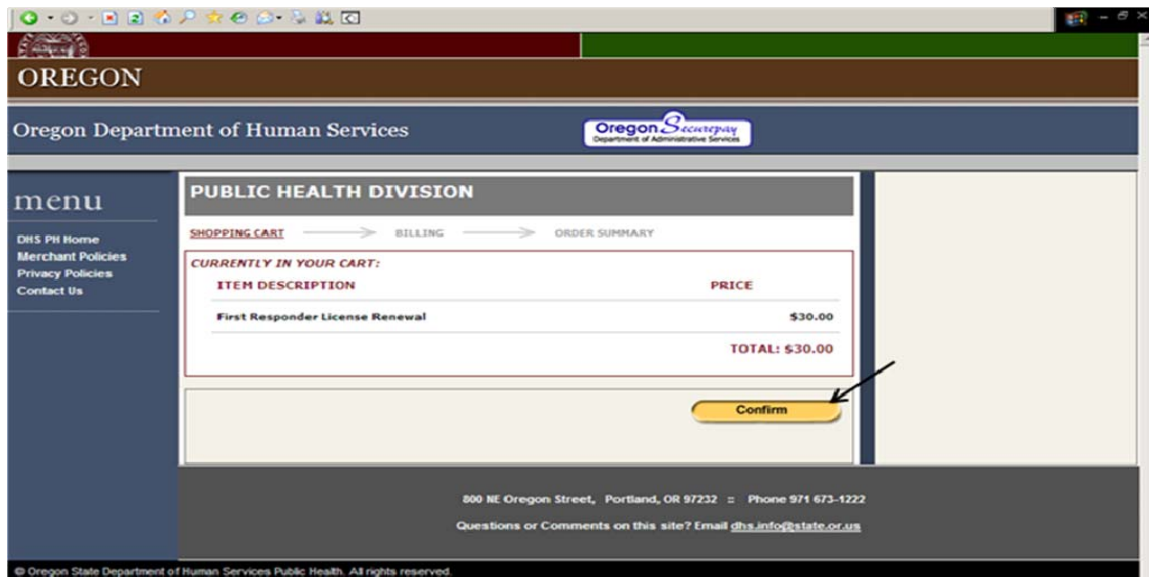 OREGON
Oregon Department of Human Services
Oregon Securepay
Department of Administrative Services
menu
DHS PH Home
Merchant Policies
Privacy Policies
Contact Us
PUBLIC HEALTH DIVISION
SHOPPING CART BILLING ORDER SUMMARY
CURRENTLY IN YOUR CART:
ITEM DESCRIPTION PRICE
First Responder License Renewal $30.00
TOTAL: $30.00
Confirm
800 NE Oregon Street, Portland, OR 97232 :: Phone 971 673-1222
Questions or Comments on this site? Email dhs.info@state.or.us
© Oregon State Department of Human Services Public Health. All rights reserved.